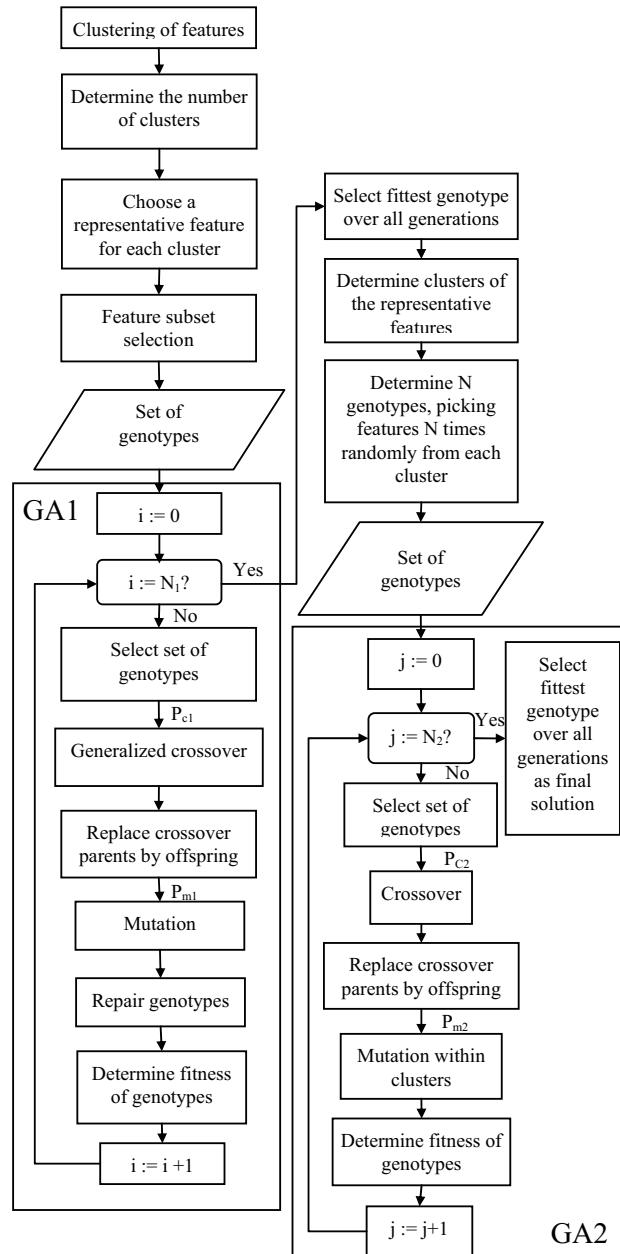 Clustering of features
Determine the number
of clusters
Choose a
representative feature
for each cluster
Feature subset
selection
Set of
genotypes
GA1
i := 0
i := N₁?
Yes
No
Select set of
genotypes
P_c1
Generalized crossover
Replace crossover
parents by offspring
P_m1
Mutation
Repair genotypes
Determine fitness
of genotypes
i := i +1
Select fittest genotype
over all generations
Determine clusters of
the representative
features
Determine N
genotypes, picking
features N times
randomly from each
cluster
Set of
genotypes
j := 0
j := N₂?
Yes
Select
fittest
genotype
over all
generations
as final
solution
No
Select set of
genotypes
P_C2
Crossover
Replace crossover
parents by offspring
P_m2
Mutation within
clusters
Determine fitness of
genotypes
j := j+1
GA2